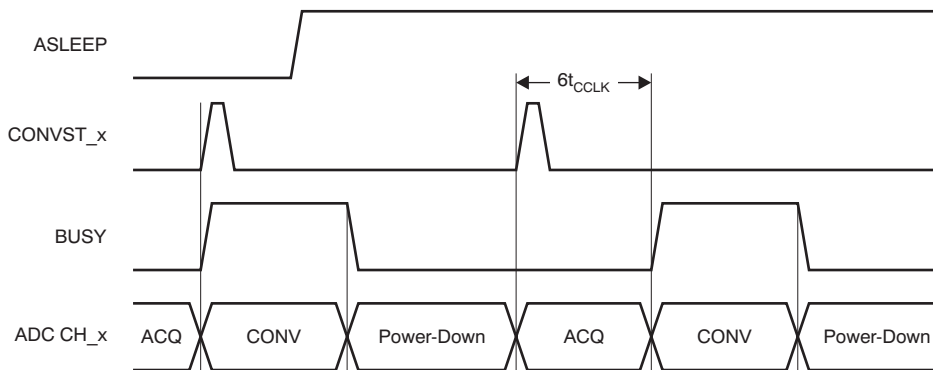 ASLEEP
6tCCLK
CONVST_x
BUSY
ADC CH_x ACQ CONV Power-Down ACQ CONV Power-Down